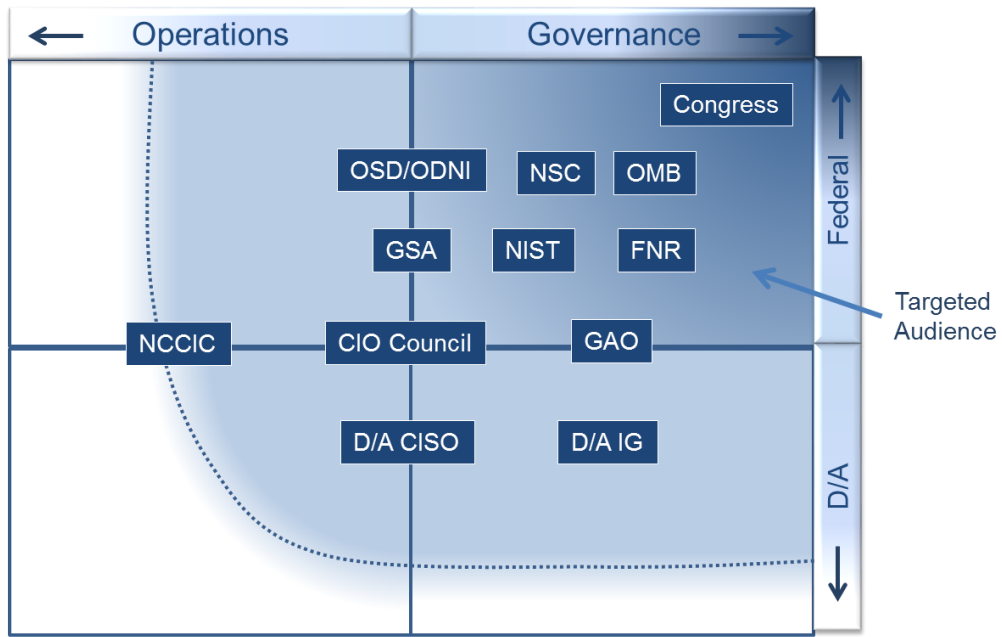 Operations
Governance
Congress
OSD/ODNI
NSC
OMB
Federal
GSA
NIST
FNR
Targeted
Audience
NCCIC
CIO Council
GAO
D/A CISO
D/A IG
D/A